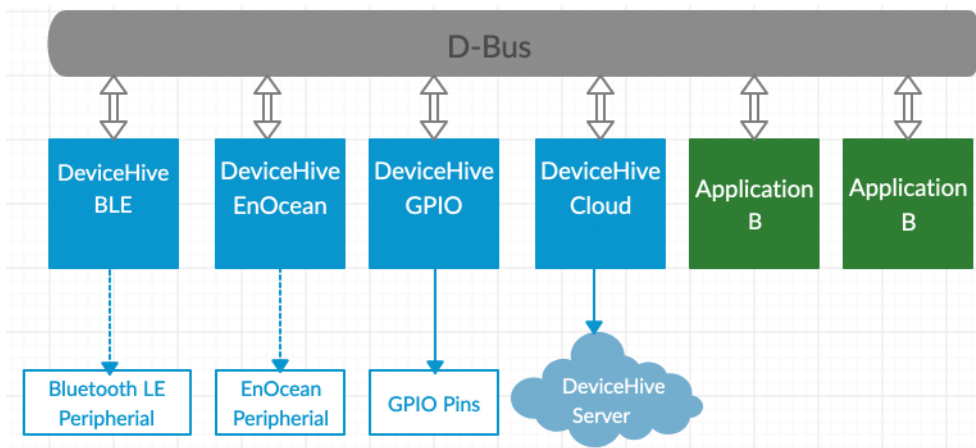 D-Bus
DeviceHive
BLE
DeviceHive
EnOcean
DeviceHive
GPIO
DeviceHive
Cloud
Application
B
Application
B
Bluetooth LE
Peripherial
EnOcean
Peripherial
GPIO Pins
DeviceHive
Server